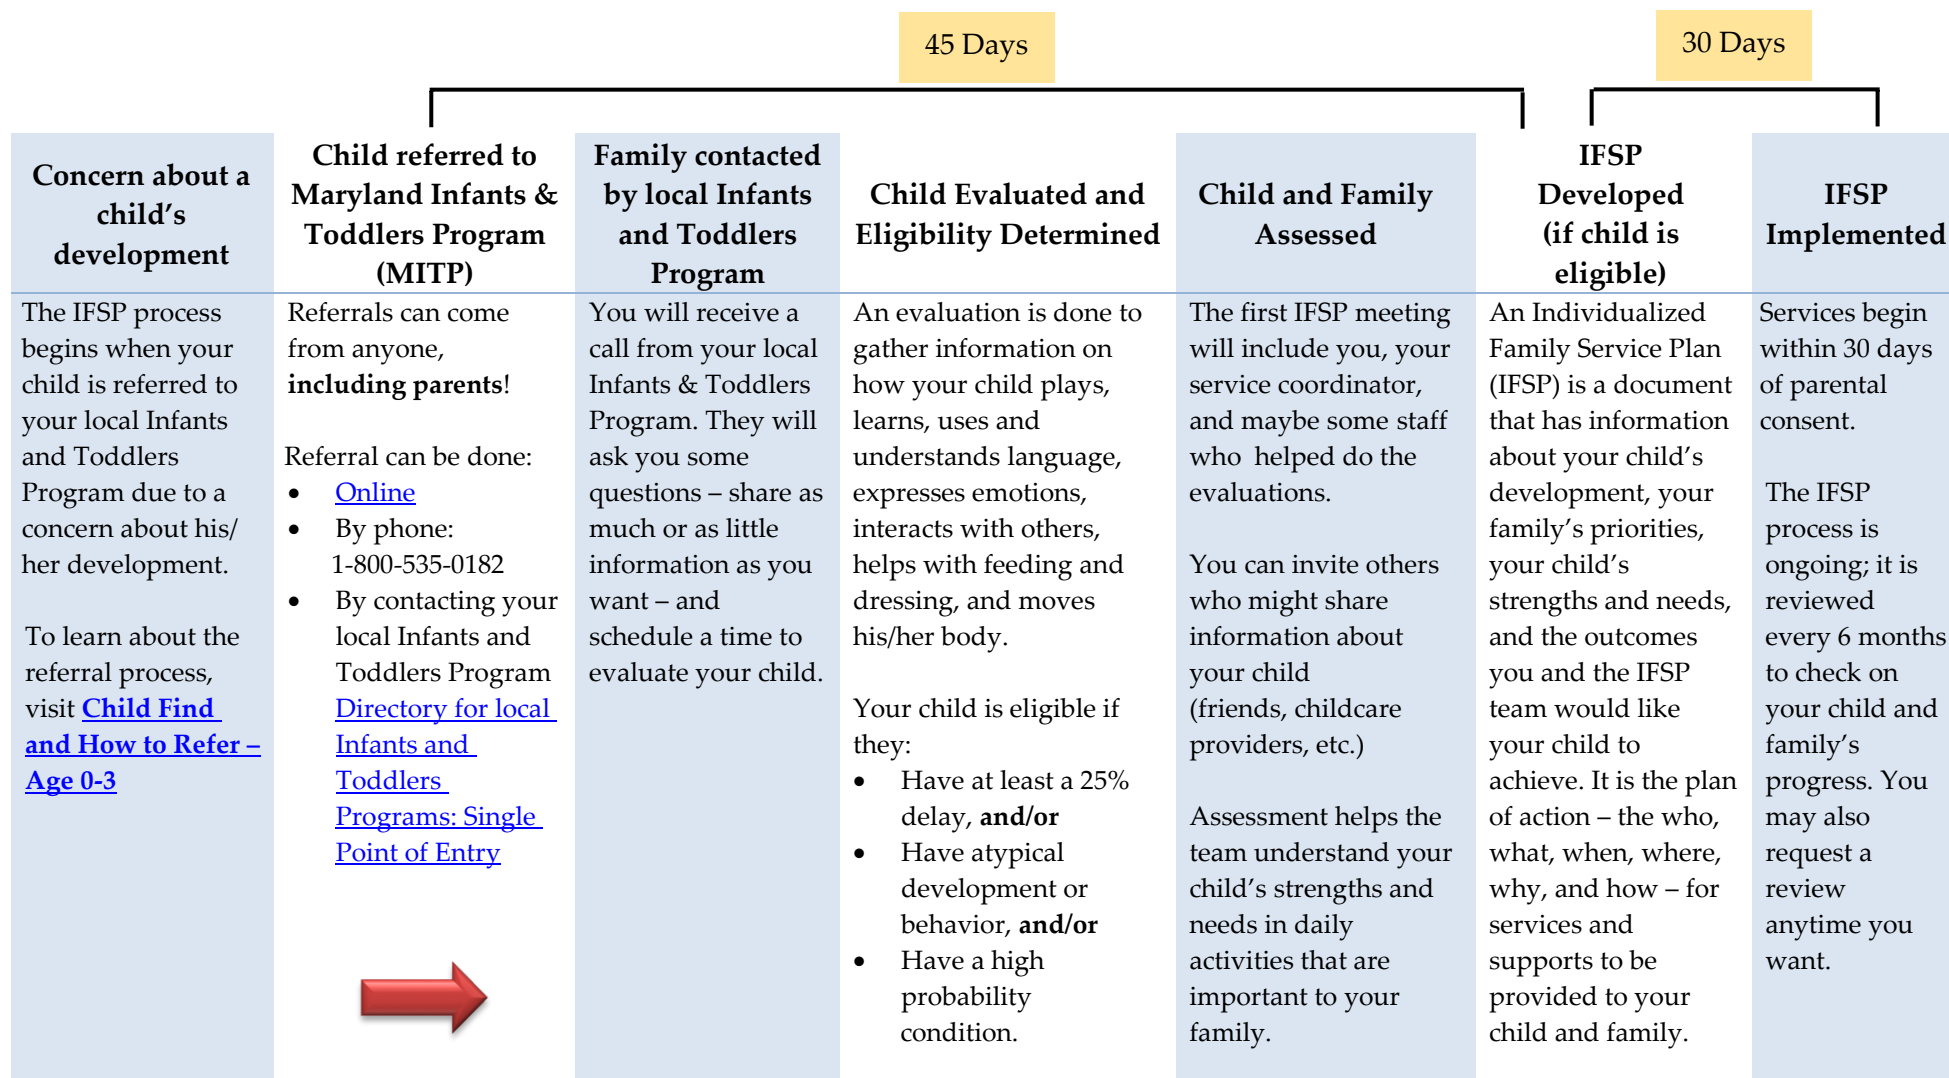 45 Days
30 Days
Concern about a
child’s
development
Child referred to
Maryland Infants &
Toddlers Program
(MITP)
Family contacted
by local Infants
and Toddlers
Program
Child Evaluated and
Eligibility Determined
Child and Family
Assessed
IFSP
Developed
(if child is
eligible)
IFSP
Implemented
The IFSP process
begins when your
child is referred to
your local Infants
and Toddlers
Program due to a
concern about his/
her development.
To learn about the
referral process,
visit Child Find
and How to Refer –
Age 0-3
Referrals can come
from anyone,
including parents!
Referral can be done:
• Online
• By phone:
1-800-535-0182
• By contacting your
local Infants and
Toddlers Program
Directory for local
Infants and
Toddlers
Programs: Single
Point of Entry
You will receive a
call from your local
Infants & Toddlers
Program. They will
ask you some
questions – share as
much or as little
information as you
want – and
schedule a time to
evaluate your child.
An evaluation is done to
gather information on
how your child plays,
learns, uses and
understands language,
expresses emotions,
interacts with others,
helps with feeding and
dressing, and moves
his/her body.
Your child is eligible if
they:
• Have at least a 25%
delay, and/or
• Have atypical
development or
behavior, and/or
• Have a high
probability
condition.
The first IFSP meeting
will include you, your
service coordinator,
and maybe some staff
who helped do the
evaluations.
You can invite others
who might share
information about
your child
(friends, childcare
providers, etc.)
Assessment helps the
team understand your
child’s strengths and
needs in daily
activities that are
important to your
family.
An Individualized
Family Service Plan
(IFSP) is a document
that has information
about your child’s
development, your
family’s priorities,
your child’s
strengths and needs,
and the outcomes
you and the IFSP
team would like
your child to
achieve. It is the plan
of action – the who,
what, when, where,
why, and how – for
services and
supports to be
provided to your
child and family.
Services begin
within 30 days
of parental
consent.
The IFSP
process is
ongoing; it is
reviewed
every 6 months
to check on
your child and
family’s
progress. You
may also
request a
review
anytime you
want.